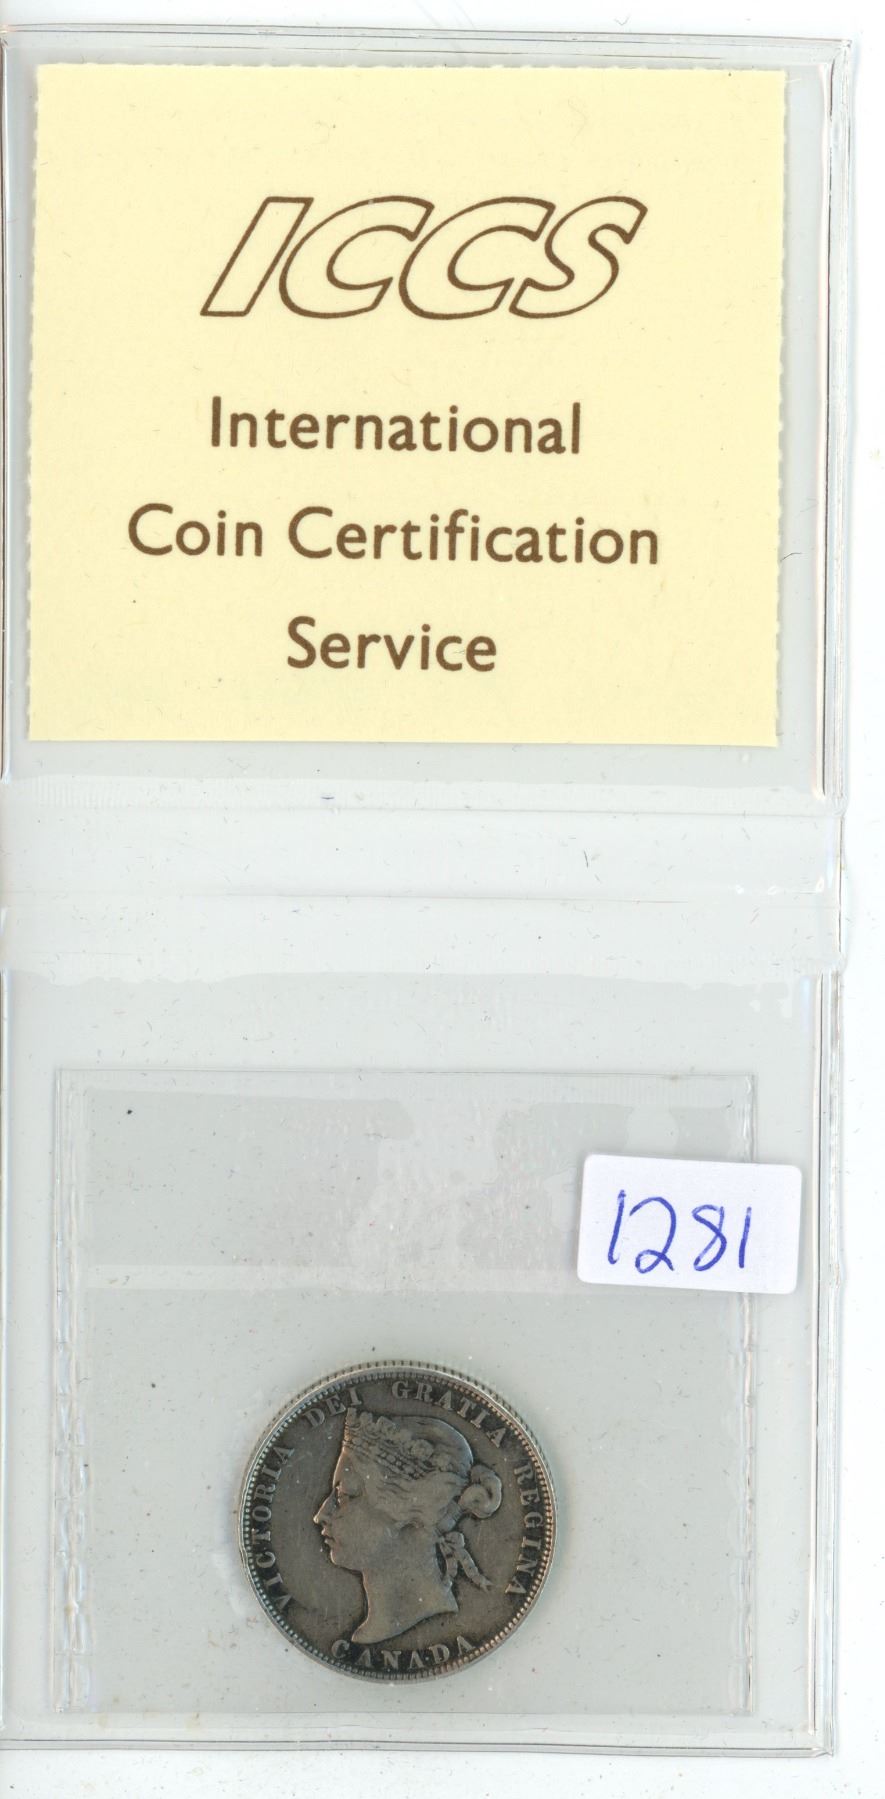 ICCS
International
Coin Certification
Service
1281
VICTORIA DEI GRATIA REGINA
CANADA